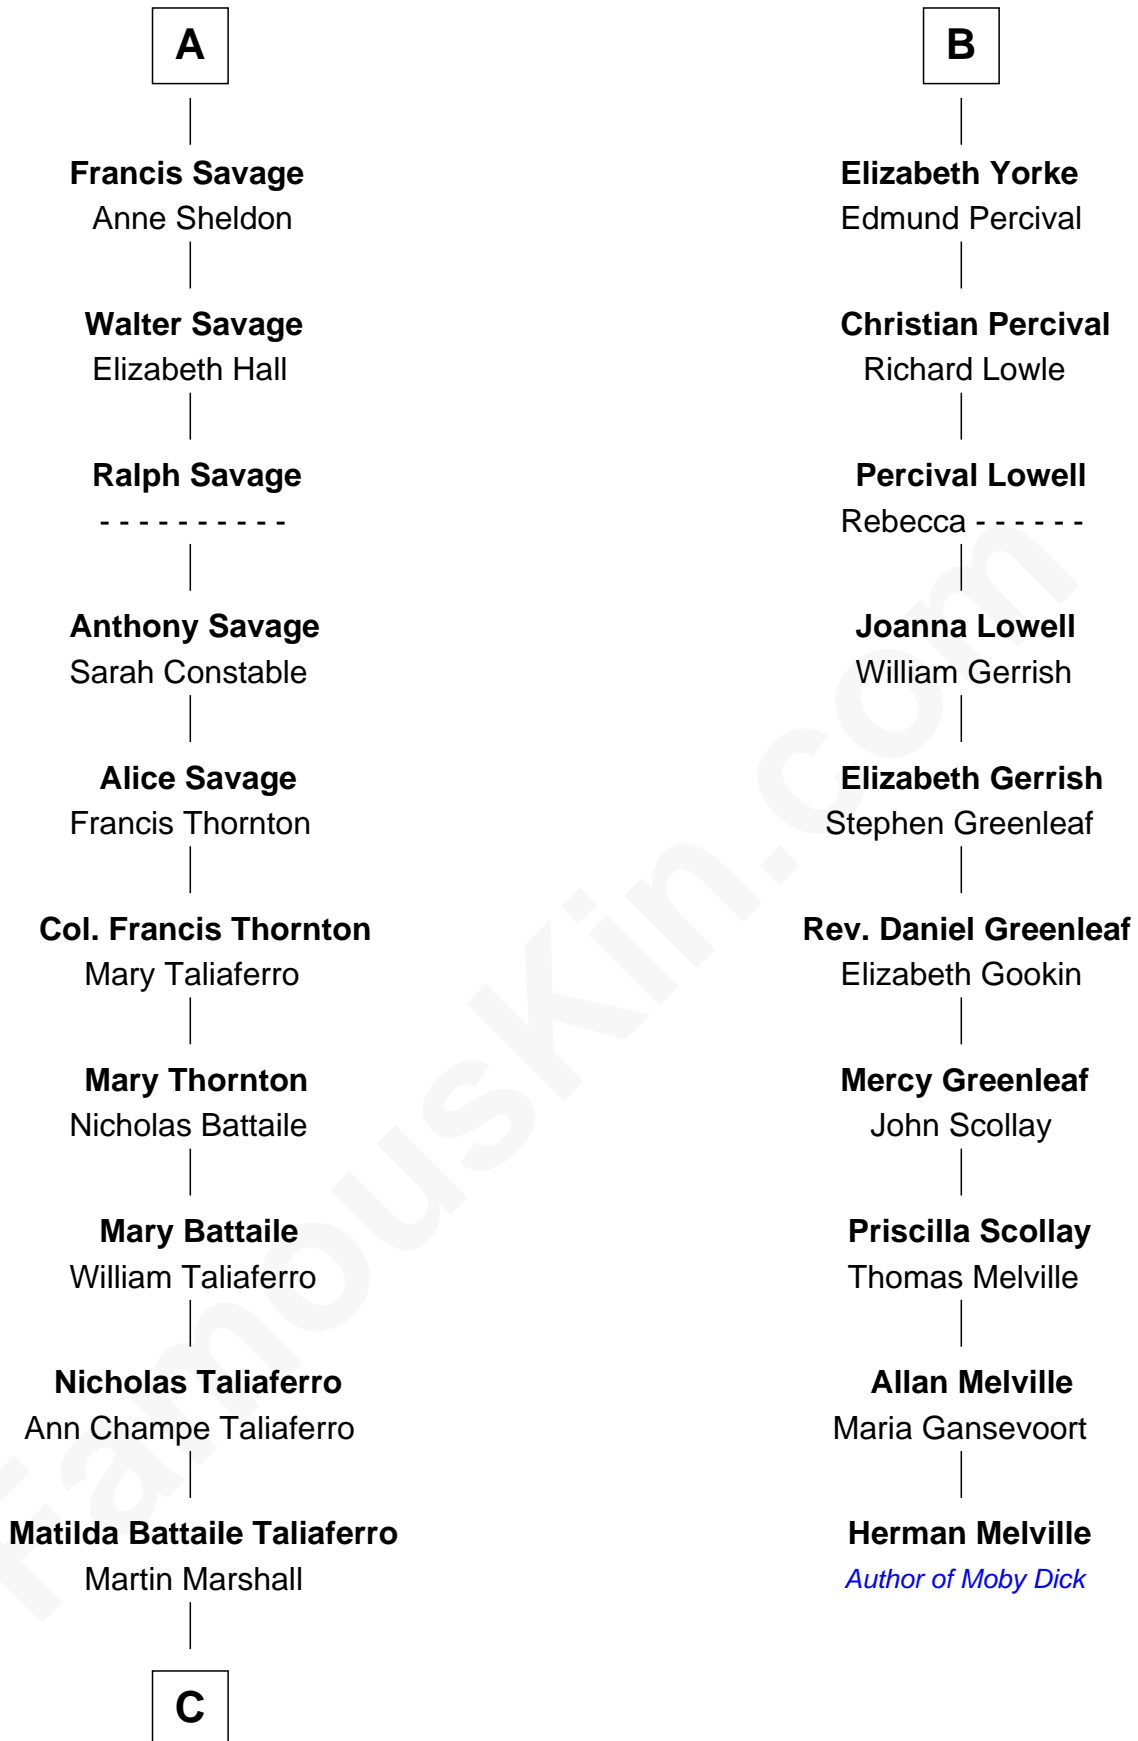 A
Francis Savage
Anne Sheldon
Walter Savage
Elizabeth Hall
Ralph Savage
- - - - - - - - - -
Anthony Savage
Sarah Constable
Alice Savage
Francis Thornton
Col. Francis Thornton
Mary Taliaferro
Mary Thornton
Nicholas Battaile
Mary Battaile
William Taliaferro
Nicholas Taliaferro
Ann Champe Taliaferro
Matilda Battaile Taliaferro
Martin Marshall
C
B
Elizabeth Yorke
Edmund Percival
Christian Percival
Richard Lowle
Percival Lowell
Rebecca - - - - - -
Joanna Lowell
William Gerrish
Elizabeth Gerrish
Stephen Greenleaf
Rev. Daniel Greenleaf
Elizabeth Gookin
Mercy Greenleaf
John Scollay
Priscilla Scollay
Thomas Melville
Allan Melville
Maria Gansevoort
Herman Melville
Author of Moby Dick
FamousKin.com